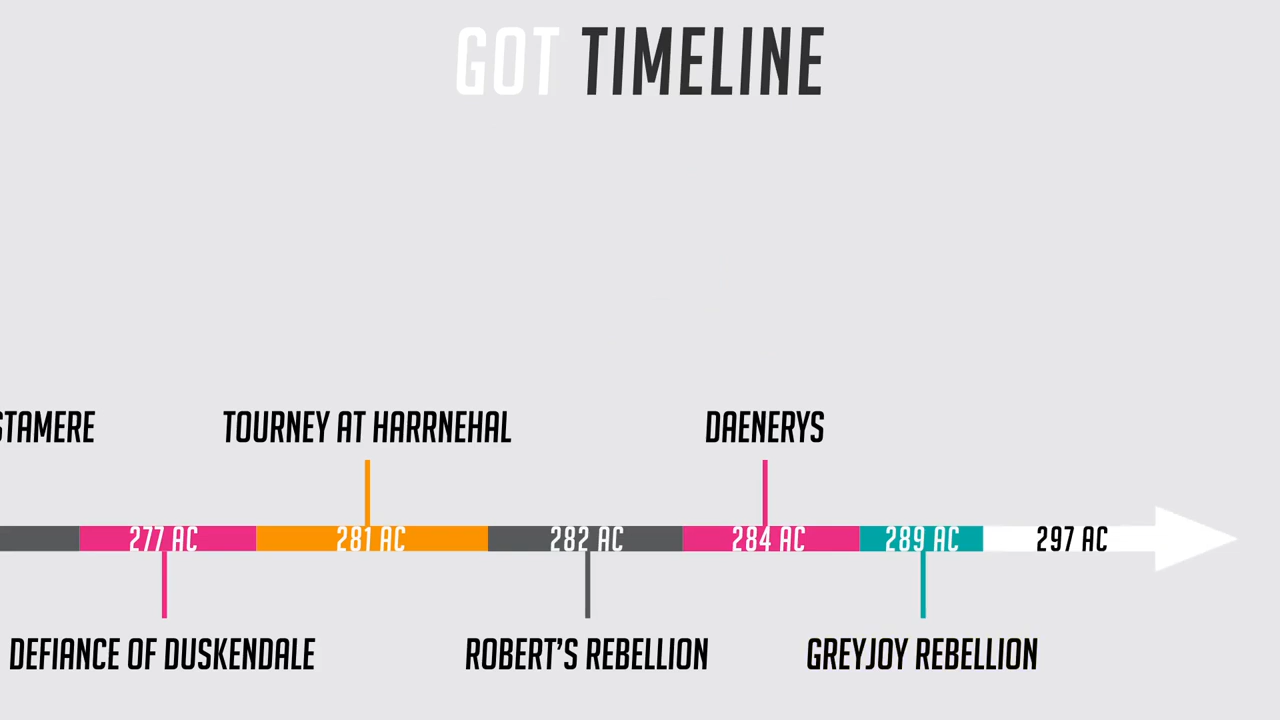 GOT TIMELINE
STAMERE
TOURNEY AT HARRNEHAL
DAENERYS
277 AC
281 AC
282 AC
284 AC
289 AC
297 AC
DEFIANCE OF DUSKENDALE
ROBERT'S REBELLION
GREYJOY REBELLION